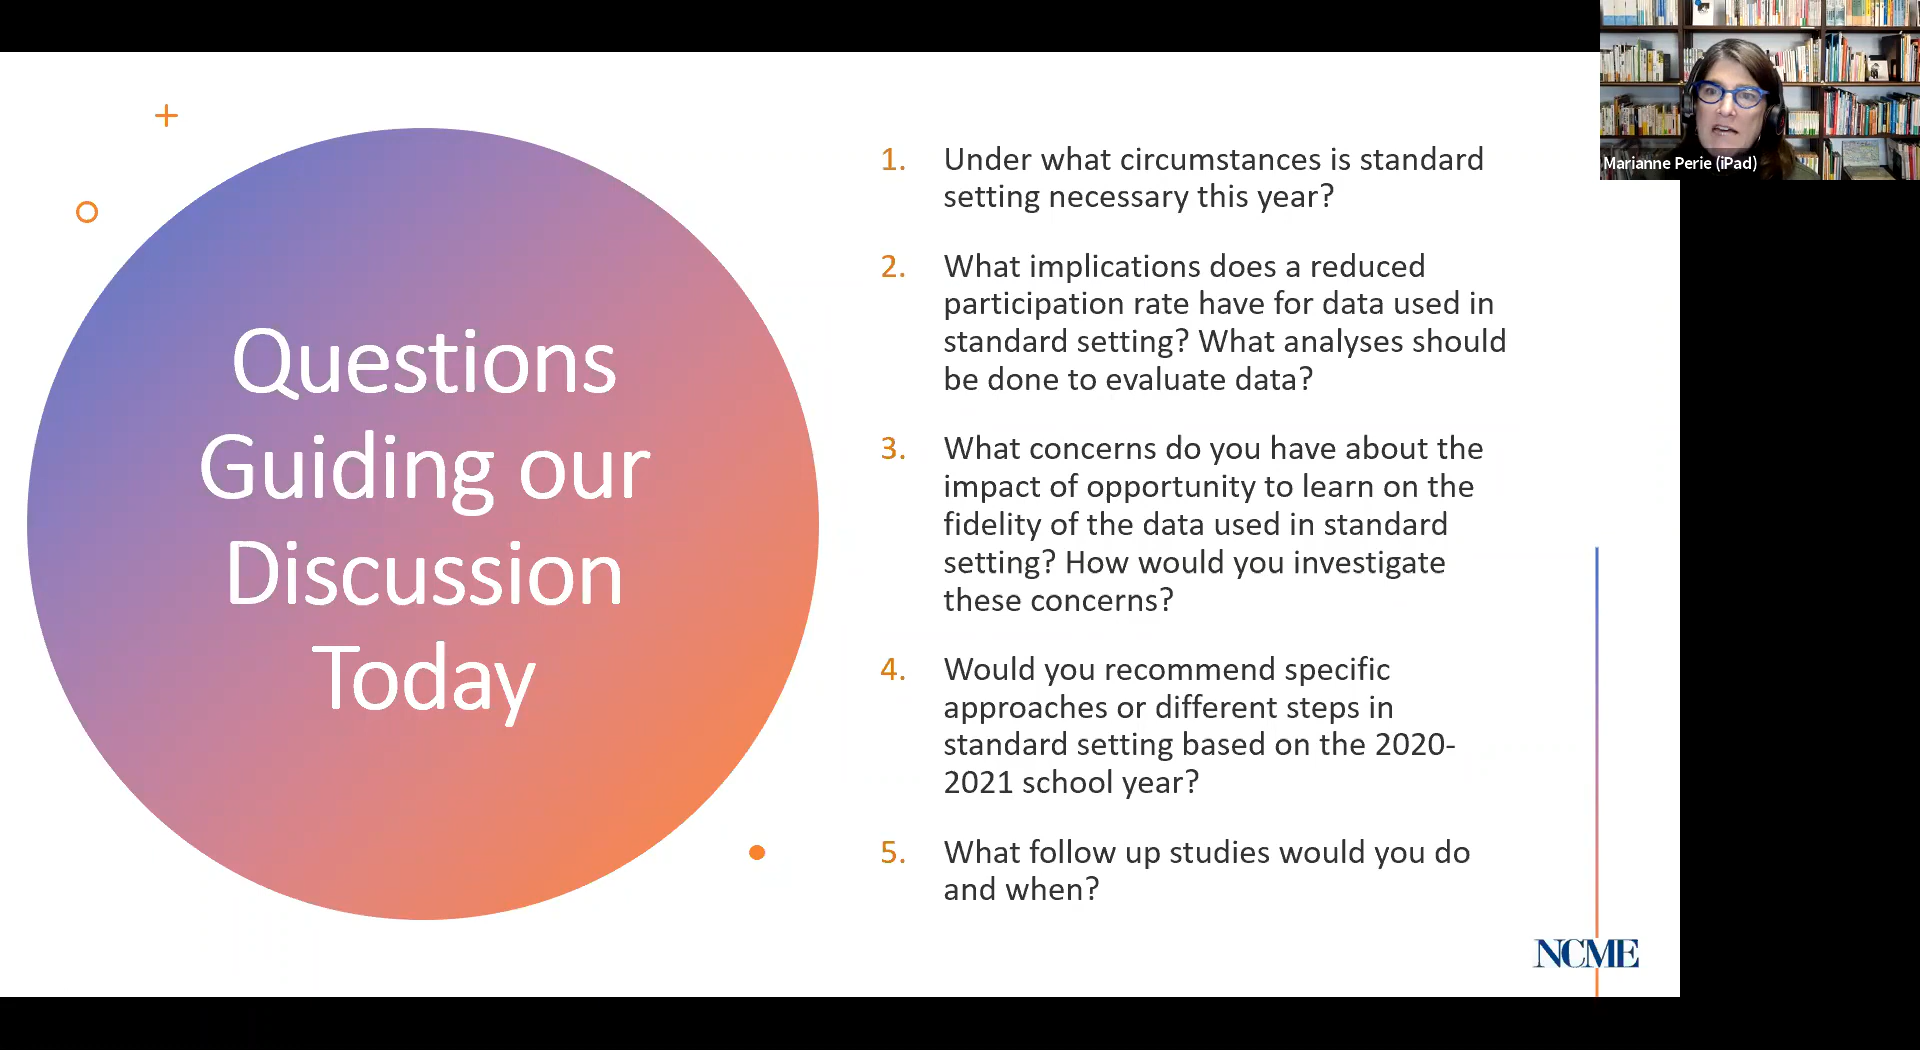 Questions
Guiding our
Discussion
Today
1. Under what circumstances is standard
setting necessary this year?
2. What implications does a reduced
participation rate have for data used in
standard setting? What analyses should
be done to evaluate data?
3. What concerns do you have about the
impact of opportunity to learn on the
fidelity of the data used in standard
setting? How would you investigate
these concerns?
4. Would you recommend specific
approaches or different steps in
standard setting based on the 2020-
2021 school year?
5. What follow up studies would you do
and when?
NCME
Marianne Perie (iPad)